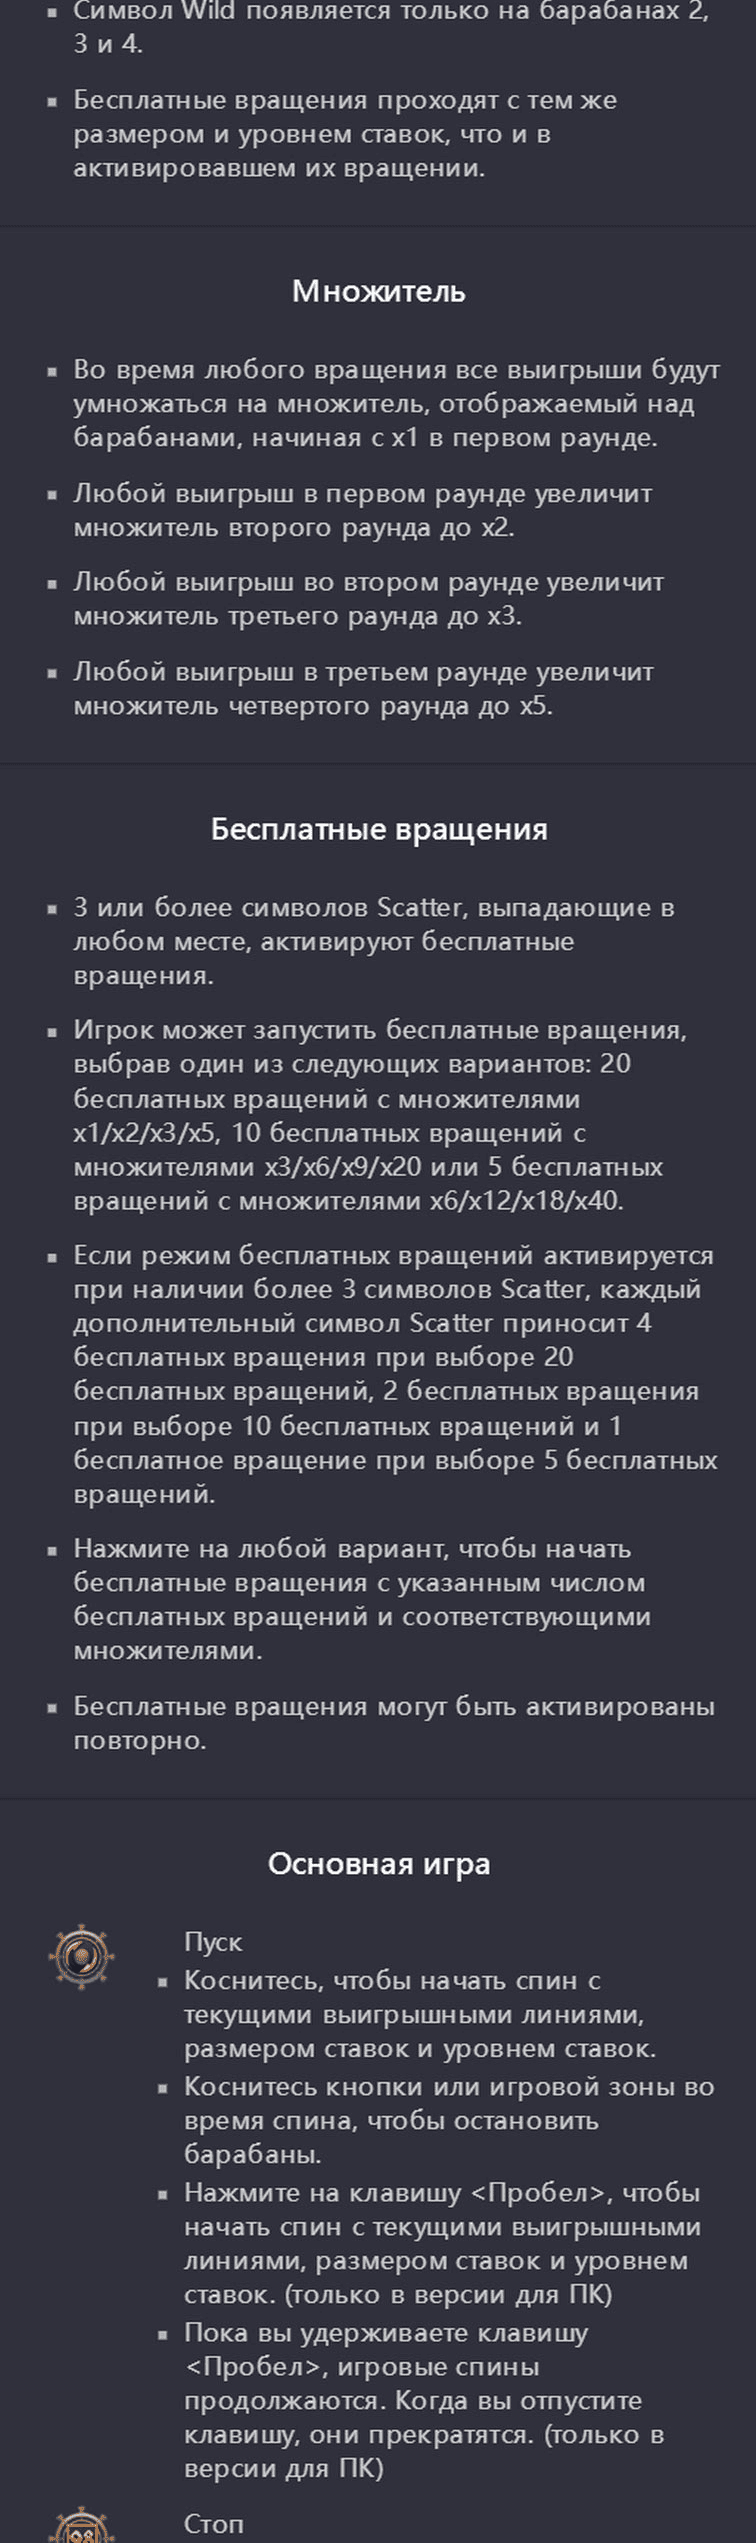 Символ Wild появляется только на барабанах 2,
3 и 4.
Бесплатные вращения проходят с тем же
размером и уровнем ставок, что и в
активировавшем их вращении.
Множитель
Во время любого вращения все выигрыши будут
умножаться на множитель, отображаемый над
барабанами, начиная с x1 в первом раунде.
Любой выигрыш в первом раунде увеличит
множитель второго раунда до x2.
Любой выигрыш во втором раунде увеличит
множитель третьего раунда до x3.
Любой выигрыш в третьем раунде увеличит
множитель четвертого раунда до x5.
Бесплатные вращения
3 или более символов Scatter, выпадающие в
любом месте, активируют бесплатные
вращения.
Игрок может запустить бесплатные вращения,
выбрав один из следующих вариантов: 20
бесплатных вращений с множителями
x1/x2/x3/x5, 10 бесплатных вращений с
множителями x3/x6/x9/x20 или 5 бесплатных
вращений с множителями x6/x12/x18/x40.
Если режим бесплатных вращений активируется
при наличии более 3 символов Scatter, каждый
дополнительный символ Scatter приносит 4
бесплатных вращения при выборе 20
бесплатных вращений, 2 бесплатных вращения
при выборе 10 бесплатных вращений и 1
бесплатное вращение при выборе 5 бесплатных
вращений.
Нажмите на любой вариант, чтобы начать
бесплатные вращения с указанным числом
бесплатных вращений и соответствующими
множителями.
Бесплатные вращения могут быть активированы
повторно.
Основная игра
Пуск
Коснитесь, чтобы начать спин с
текущими выигрышными линиями,
размером ставок и уровнем ставок.
Коснитесь кнопки или игровой зоны во
время спина, чтобы остановить
барабаны.
Нажмите на клавишу <Пробел>, чтобы
начать спин с текущими выигрышными
линиями, размером ставок и уровнем
ставок. (только в версии для ПК)
Пока вы удерживаете клавишу
<Пробел>, игровые спины
продолжаются. Когда вы отпустите
клавишу, они прекратятся. (только в
версии для ПК)
98
Стоп